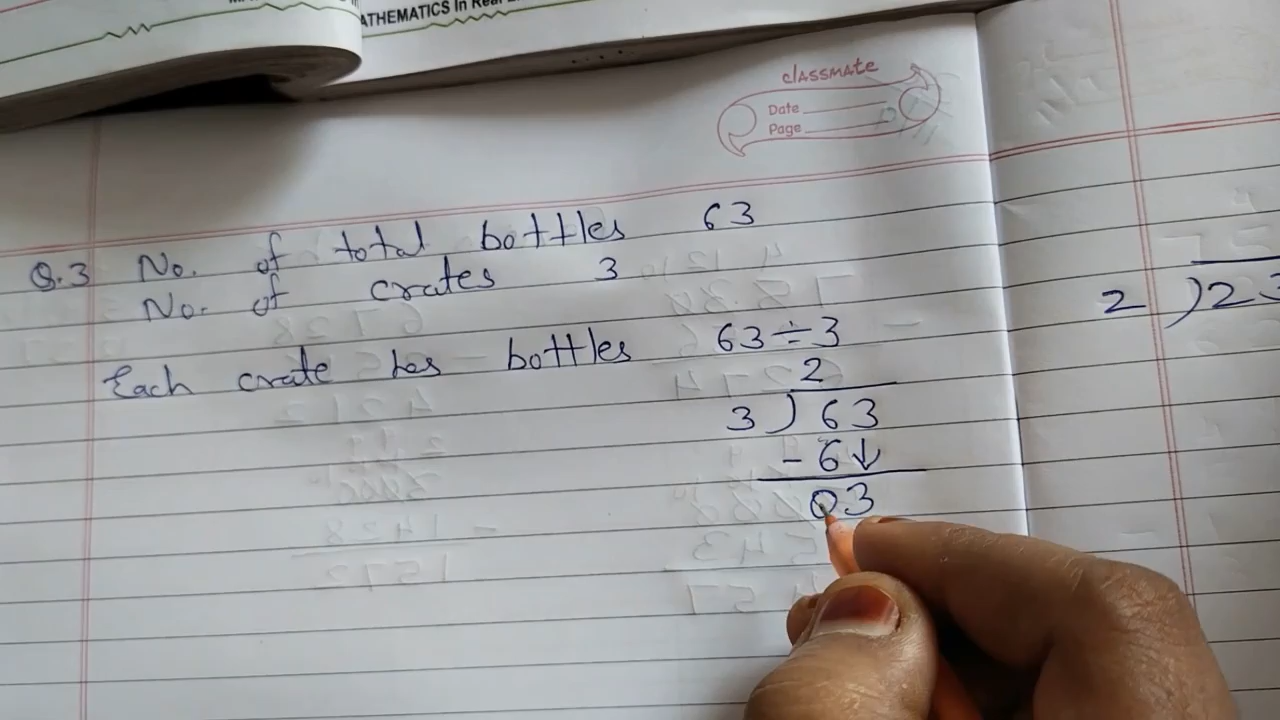 ATHEMATICS In Real
classmate
Date
Page
Q.3 No. of total bottles 63
No. of crates 3
Each crate has bottles 63÷3
2
3 ) 63
- 6↓
03
2 ) 23